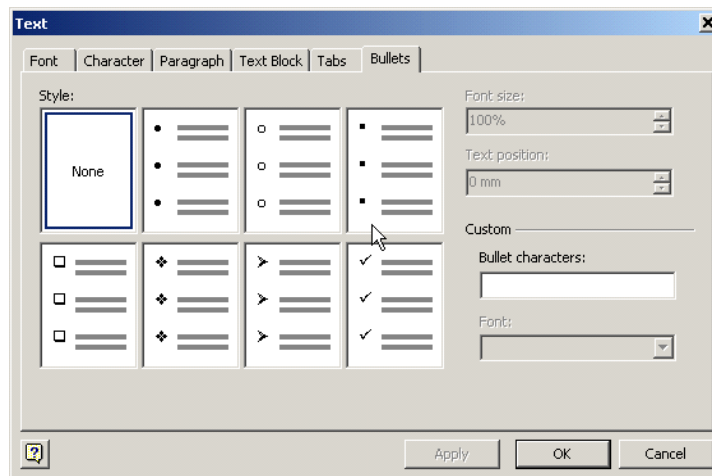 Text
Font Character Paragraph Text Block Tabs Bullets
Style:
None
Font size:
100%
Text position:
0 mm
Custom
Bullet characters:
Font:
Apply OK Cancel